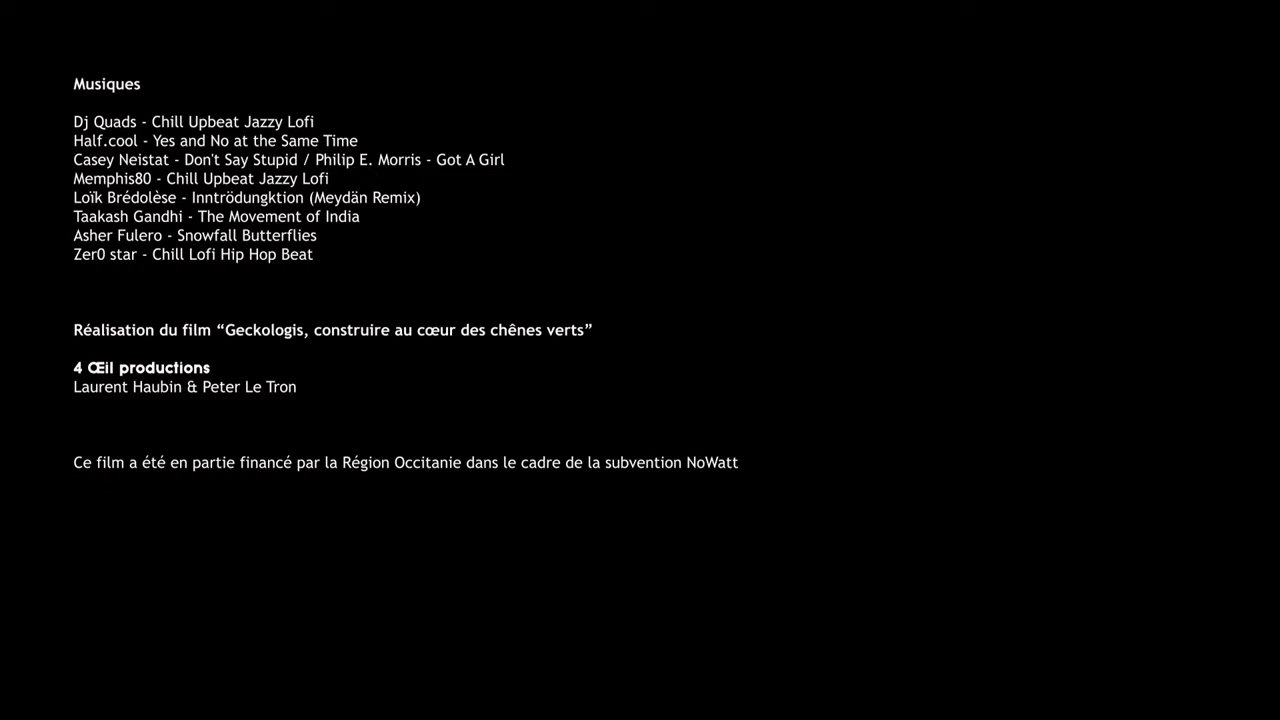 Musiques
Dj Quads - Chill Upbeat Jazzy Lofi
Half.cool - Yes and No at the Same Time
Casey Neistat - Don't Say Stupid / Philip E. Morris - Got A Girl
Memphis80 - Chill Upbeat Jazzy Lofi
Loïk Brédolèse - Inntrödungktion (Meydän Remix)
Taakash Gandhi - The Movement of India
Asher Fulero - Snowfall Butterflies
Zer0 star - Chill Lofi Hip Hop Beat
Réalisation du film “Geckologis, construire au cœur des chênes verts”
4 Œil productions
Laurent Haubin & Peter Le Tron
Ce film a été en partie financé par la Région Occitanie dans le cadre de la subvention NoWatt